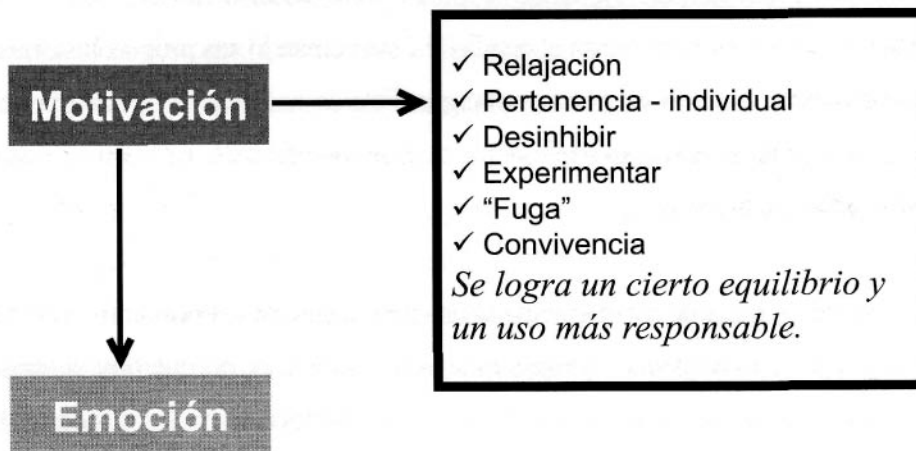 Motivación
✓ Relajación
✓ Pertenencia - individual
✓ Desinhibir
✓ Experimentar
✓ “Fuga”
✓ Convivencia
Se logra un cierto equilibrio y
un uso más responsable.
Emoción